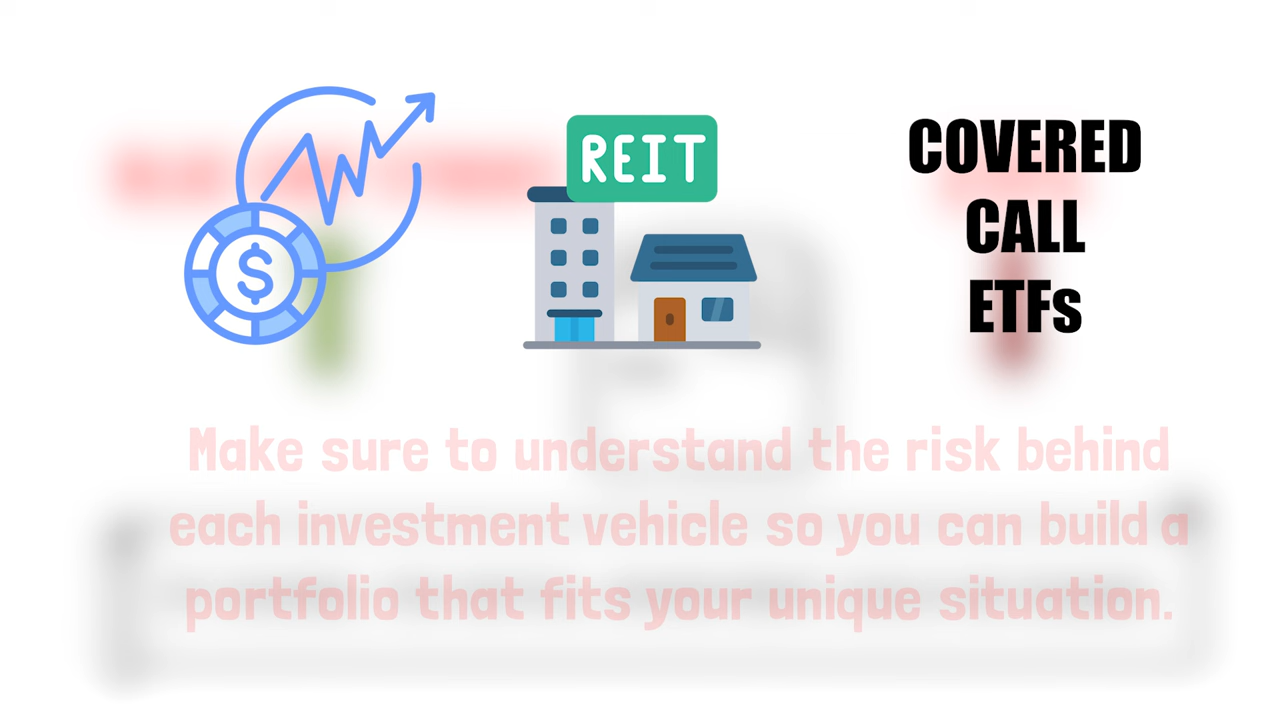 REIT
COVERED
CALL
ETFs
$
Make sure to understand the risk behind
each investment vehicle so you can build a
portfolio that fits your unique situation.